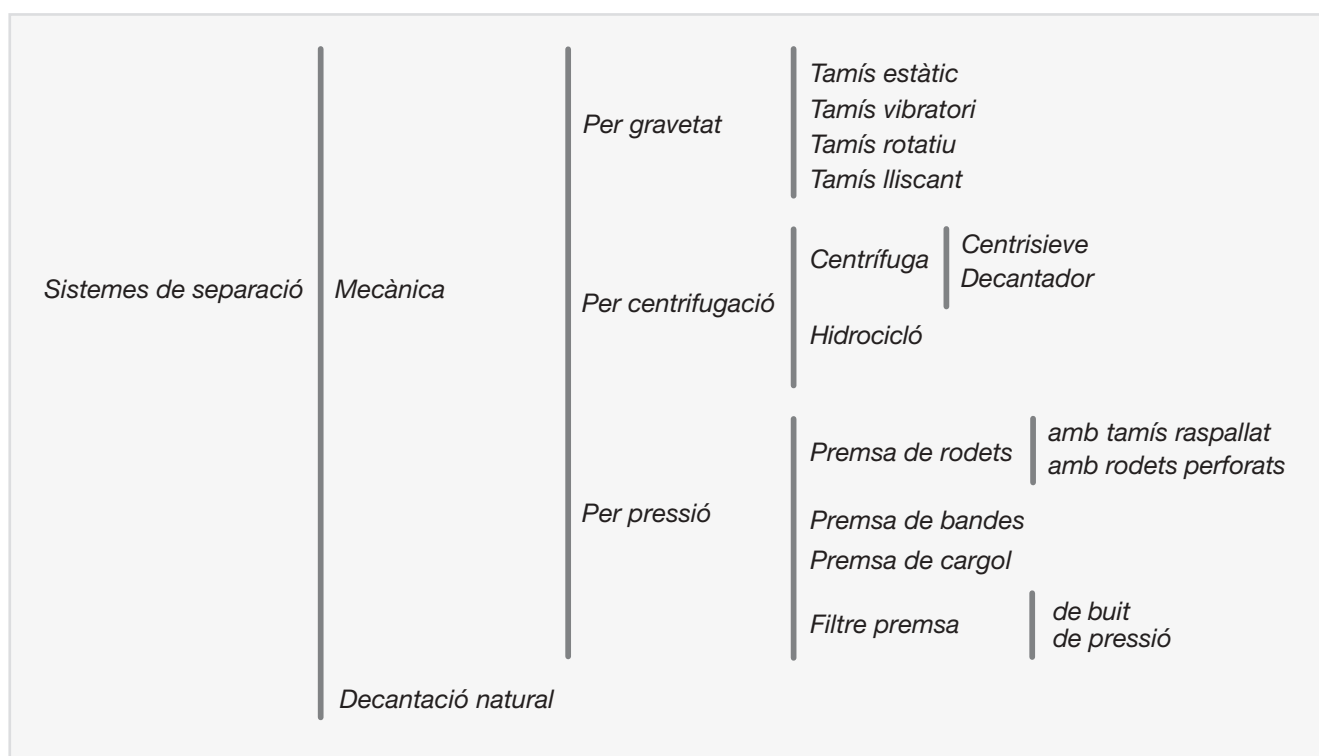 Sistemes de separació
Mecànica
Per gravetat
Tamís estàtic
Tamís vibratori
Tamís rotatiu
Tamís lliscant
Per centrifugació
Centrífuga
Centrisieve
Decantador
Hidrocicló
Per pressió
Premsa de rodets
amb tamís raspallat
amb rodets perforats
Premsa de bandes
Premsa de cargol
Filtre premsa
de buit
de pressió
Decantació natural